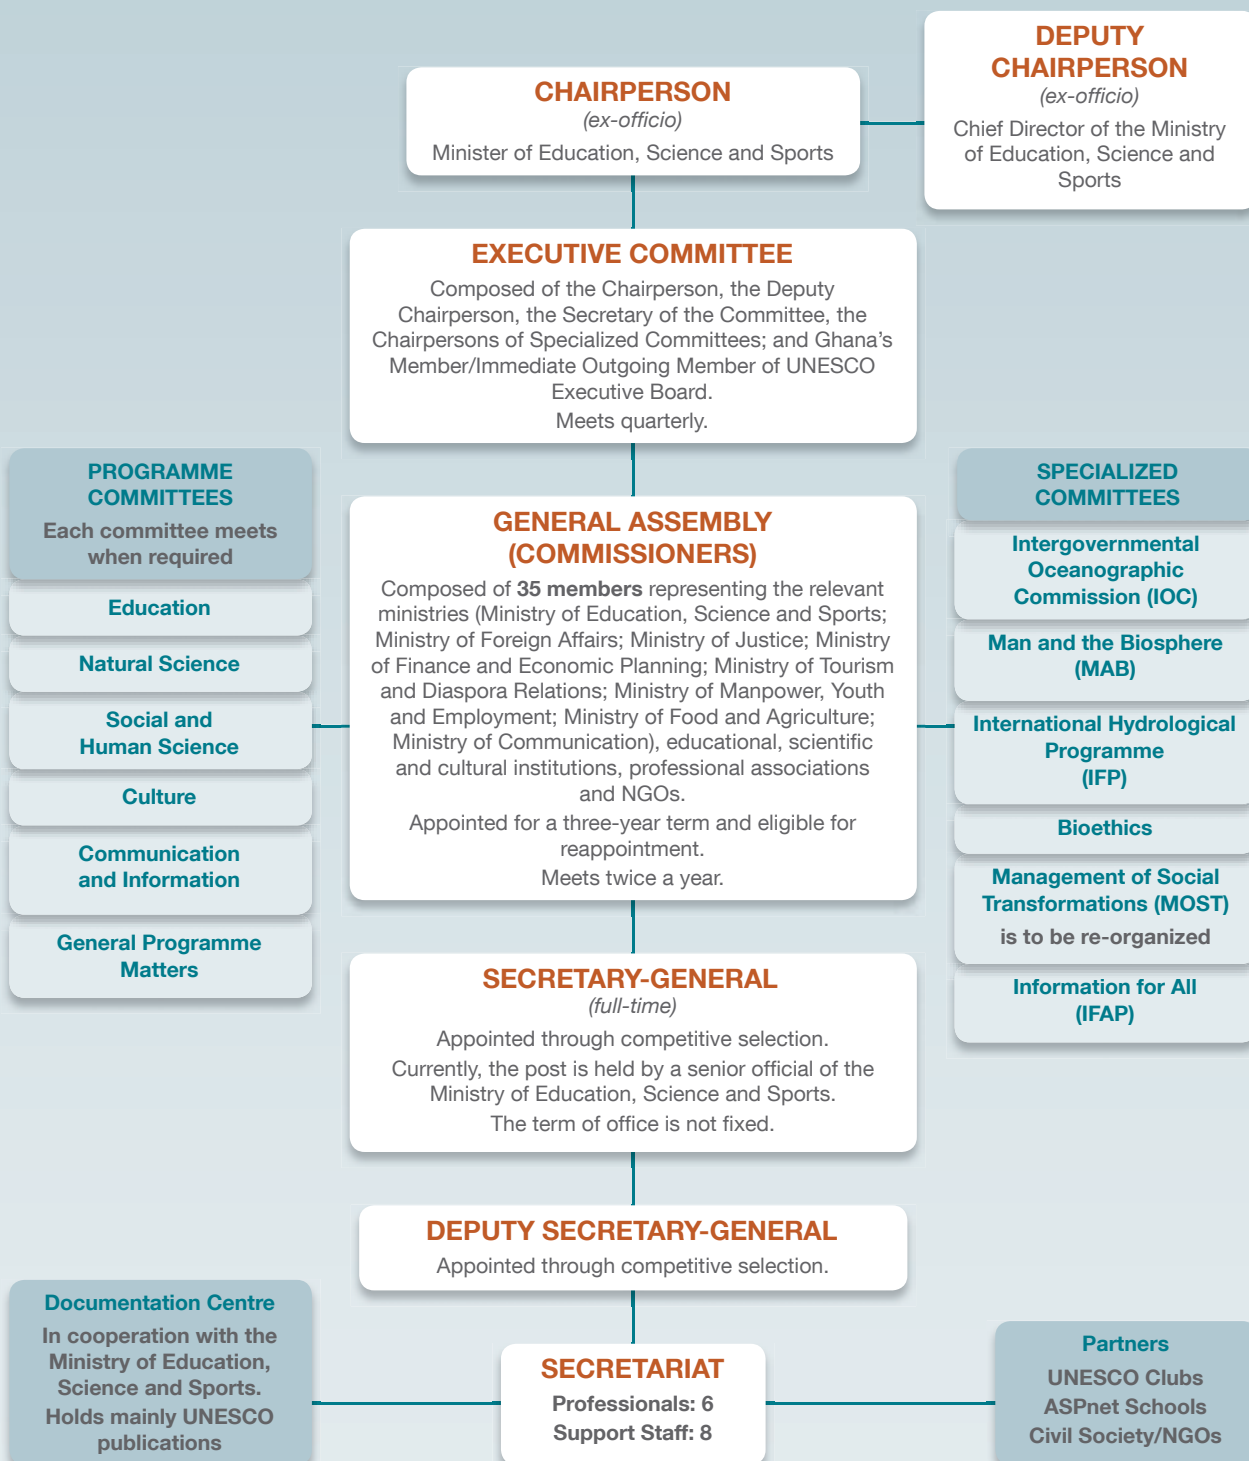 DEPUTY
CHAIRPERSON
(ex-officio)
Chief Director of the Ministry
of Education, Science and
Sports
CHAIRPERSON
(ex-officio)
Minister of Education, Science and Sports
EXECUTIVE COMMITTEE
Composed of the Chairperson, the Deputy
Chairperson, the Secretary of the Committee, the
Chairpersons of Specialized Committees; and Ghana's
Member/Immediate Outgoing Member of UNESCO
Executive Board.
Meets quarterly.
PROGRAMME
COMMITTEES
Each committee meets
when required
Education
Natural Science
Social and
Human Science
Culture
Communication
and Information
General Programme
Matters
GENERAL ASSEMBLY
(COMMISSIONERS)
Composed of 35 members representing the relevant
ministries (Ministry of Education, Science and Sports;
Ministry of Foreign Affairs; Ministry of Justice; Ministry
of Finance and Economic Planning; Ministry of Tourism
and Diaspora Relations; Ministry of Manpower, Youth
and Employment; Ministry of Food and Agriculture;
Ministry of Communication), educational, scientific
and cultural institutions, professional associations
and NGOs.
Appointed for a three-year term and eligible for
reappointment.
Meets twice a year.
SPECIALIZED
COMMITTEES
Intergovernmental
Oceanographic
Commission (IOC)
Man and the Biosphere
(MAB)
International Hydrological
Programme
(IFP)
Bioethics
Management of Social
Transformations (MOST)
is to be re-organized
Information for All
(IFAP)
SECRETARY-GENERAL
(full-time)
Appointed through competitive selection.
Currently, the post is held by a senior official of the
Ministry of Education, Science and Sports.
The term of office is not fixed.
DEPUTY SECRETARY-GENERAL
Appointed through competitive selection.
Documentation Centre
In cooperation with the
Ministry of Education,
Science and Sports.
Holds mainly UNESCO
publications
SECRETARIAT
Professionals: 6
Support Staff: 8
Partners
UNESCO Clubs
ASPnet Schools
Civil Society/NGOs